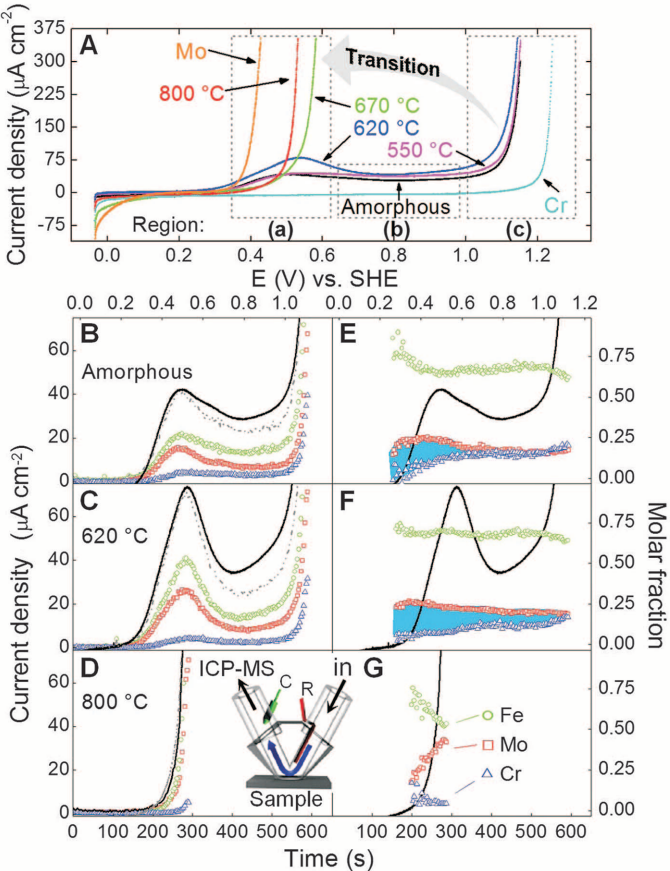 A
Current density (μA cm-2)
375
300
225
150
75
0
-75
Mo
800 °C
670 °C
620 °C
550 °C
Transition
Amorphous
Cr
Region:
(a)
(b)
(c)
0.0 0.2 0.4 0.6 0.8 1.0 1.2
E (V) vs. SHE
0.0 0.2 0.4 0.6 0.8 1.0
0.0 0.2 0.4 0.6 0.8 1.0 1.2
B
Amorphous
60
40
20
0
E
0.75
0.50
0.25
0.00
C
620 °C
60
40
20
0
F
0.75
0.50
0.25
0.00
D
800 °C
60
40
20
0
ICP-MS
in
C
R
Sample
G
Fe
Mo
Cr
0.75
0.50
0.25
0.00
Current density (μA cm-2)
Molar fraction
0 100 200 300 400 500 600
0 100 200 300 400 500 600
Time (s)
Time (s)